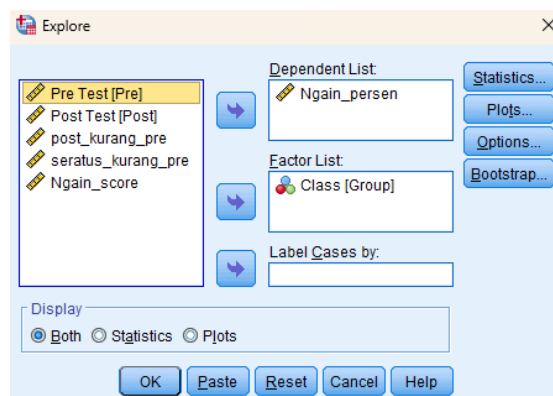 Explore
Pre Test [Pre]
Post Test [Post]
post_kurang_pre
seratus_kurang_pre
Ngain_score
Dependent List:
Ngain_persen
Factor List:
Class [Group]
Label Cases by:
Statistics...
Plots...
Options...
Bootstrap...
Display
Both Statistics Plots
OK Paste Reset Cancel Help